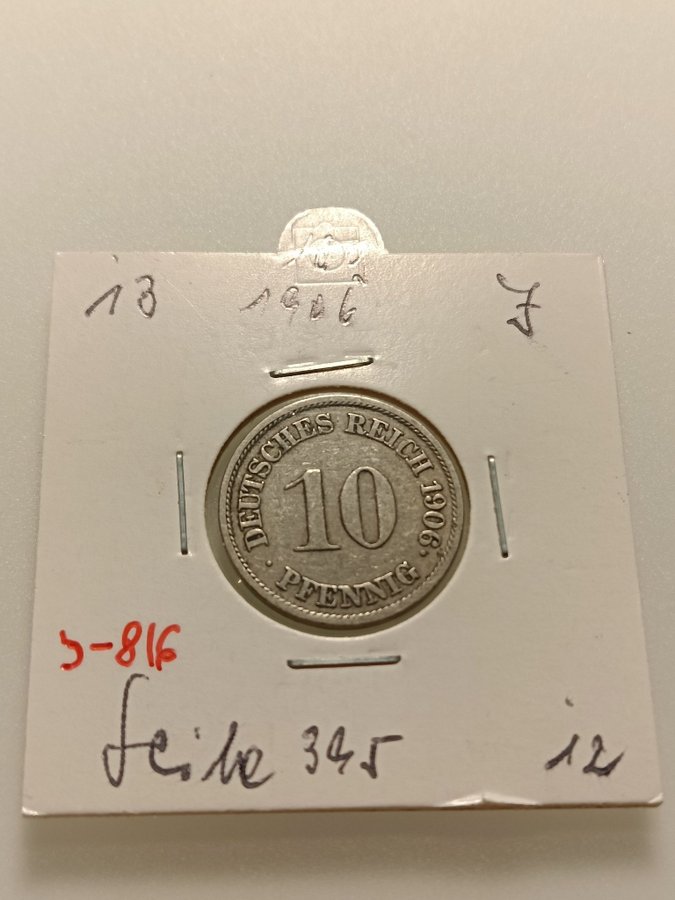 13 1906 J
DEUTSCHES REICH 1906
10
PFENNIG
J-816
Seite 345 12